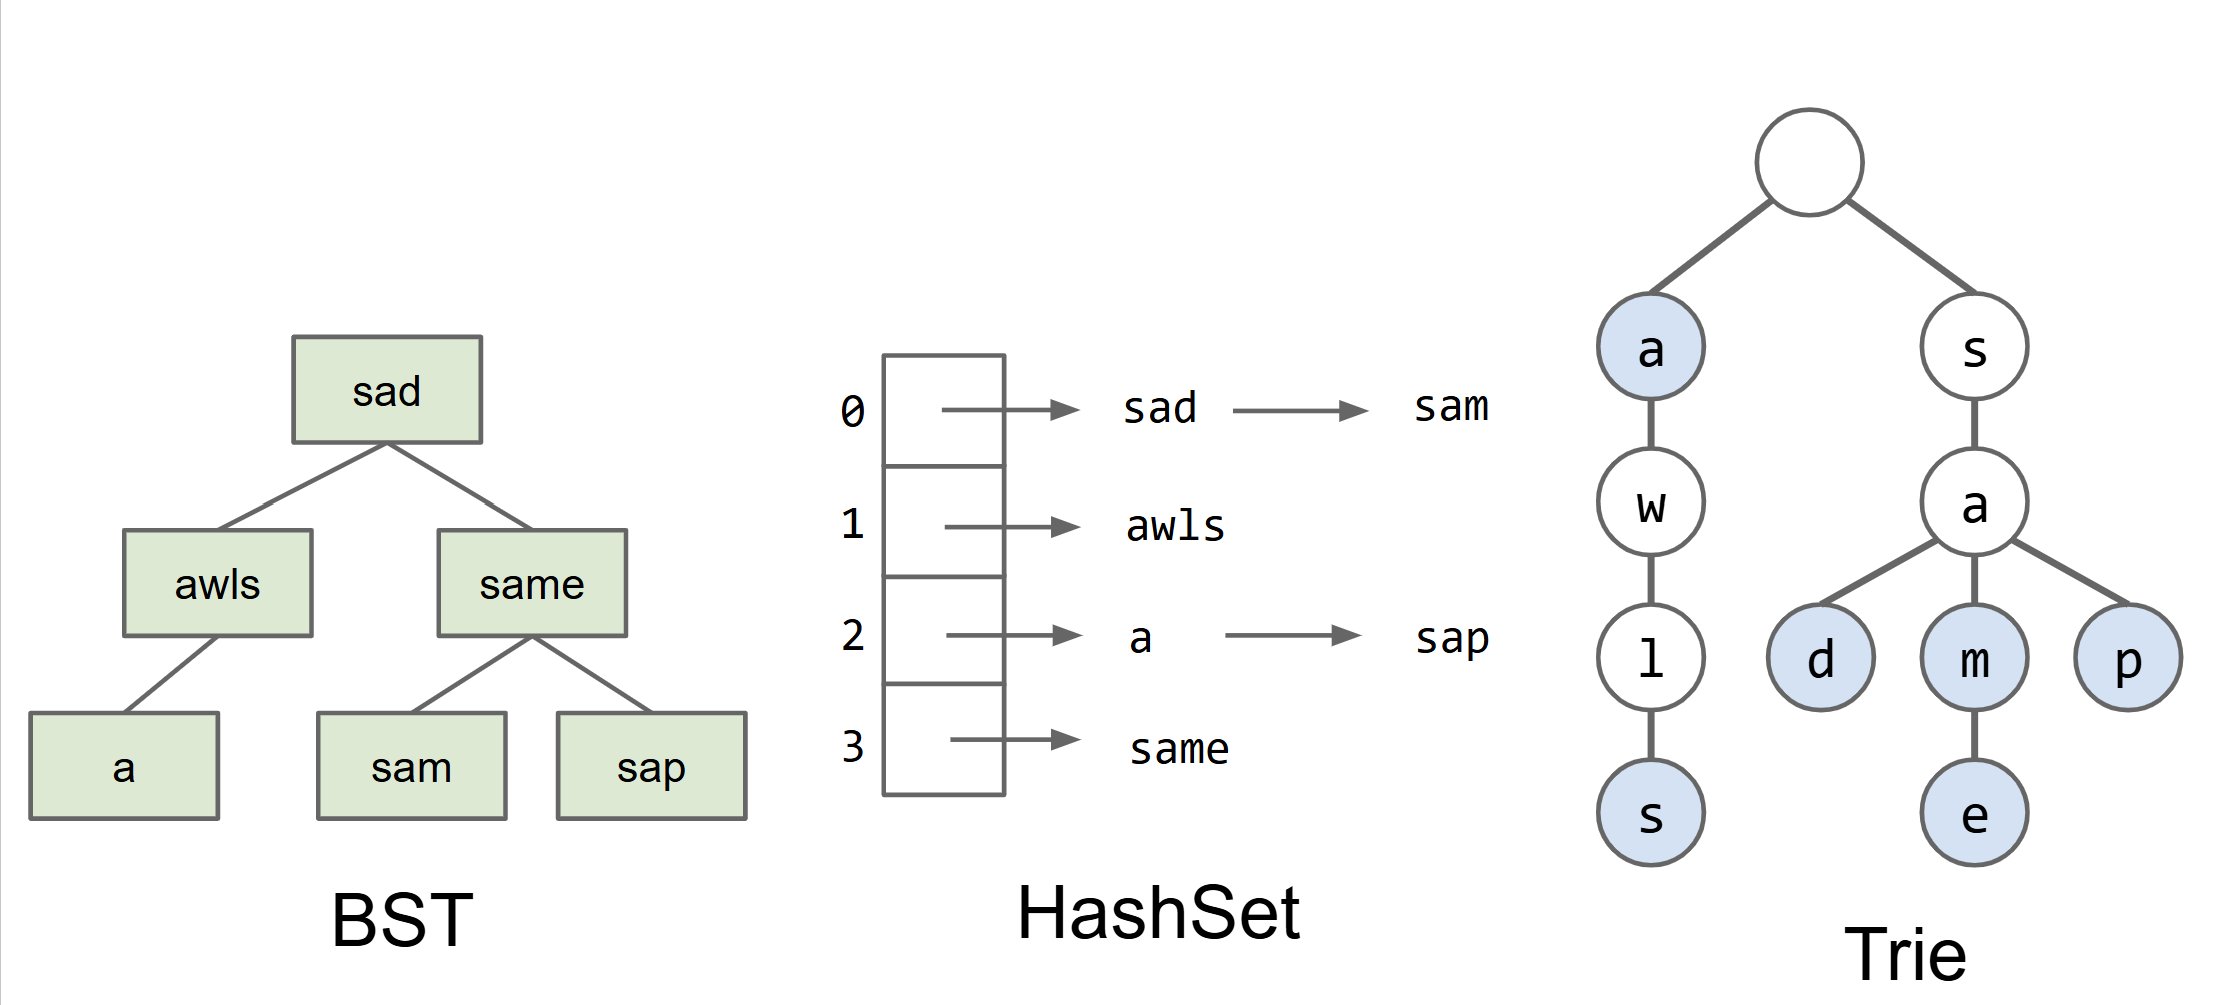 sad
awls same
a sam sap
BST
0 sad sam
1 awls
2 a sap
3 same
HashSet
a s
w a
l d m p
s e
Trie